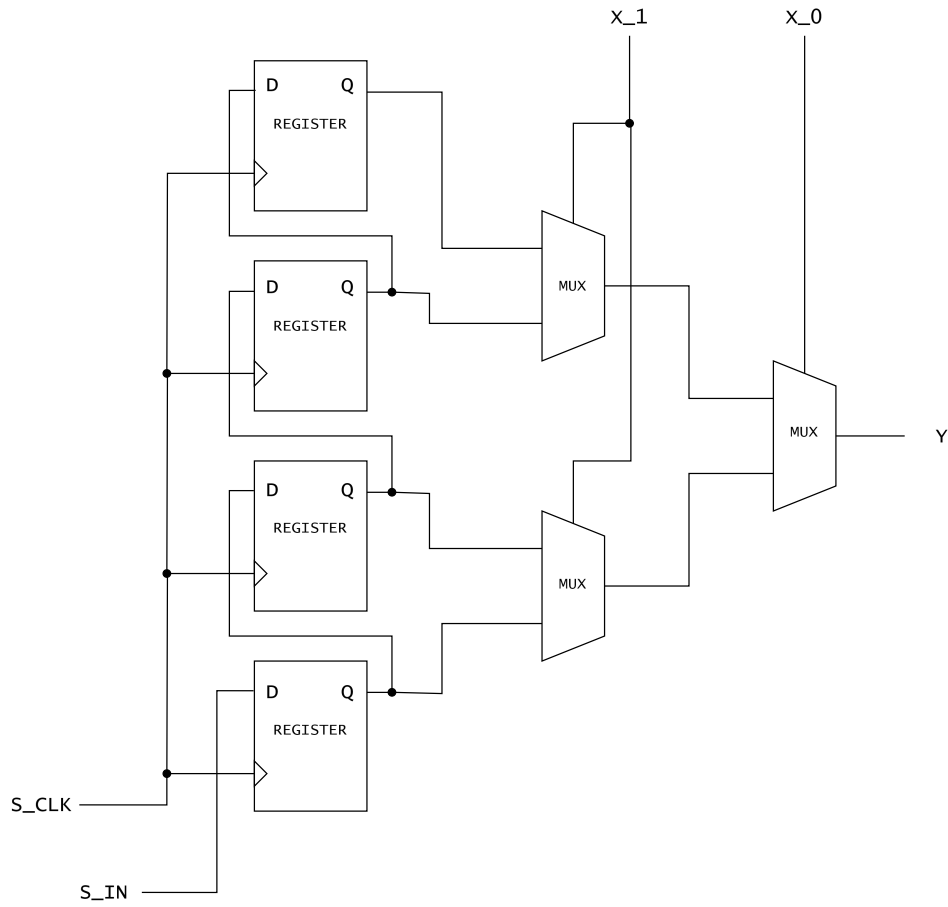 X_1 X_0
D Q
REGISTER
D Q
MUX
REGISTER
MUX Y
D Q
REGISTER
MUX
D Q
REGISTER
S_CLK
S_IN